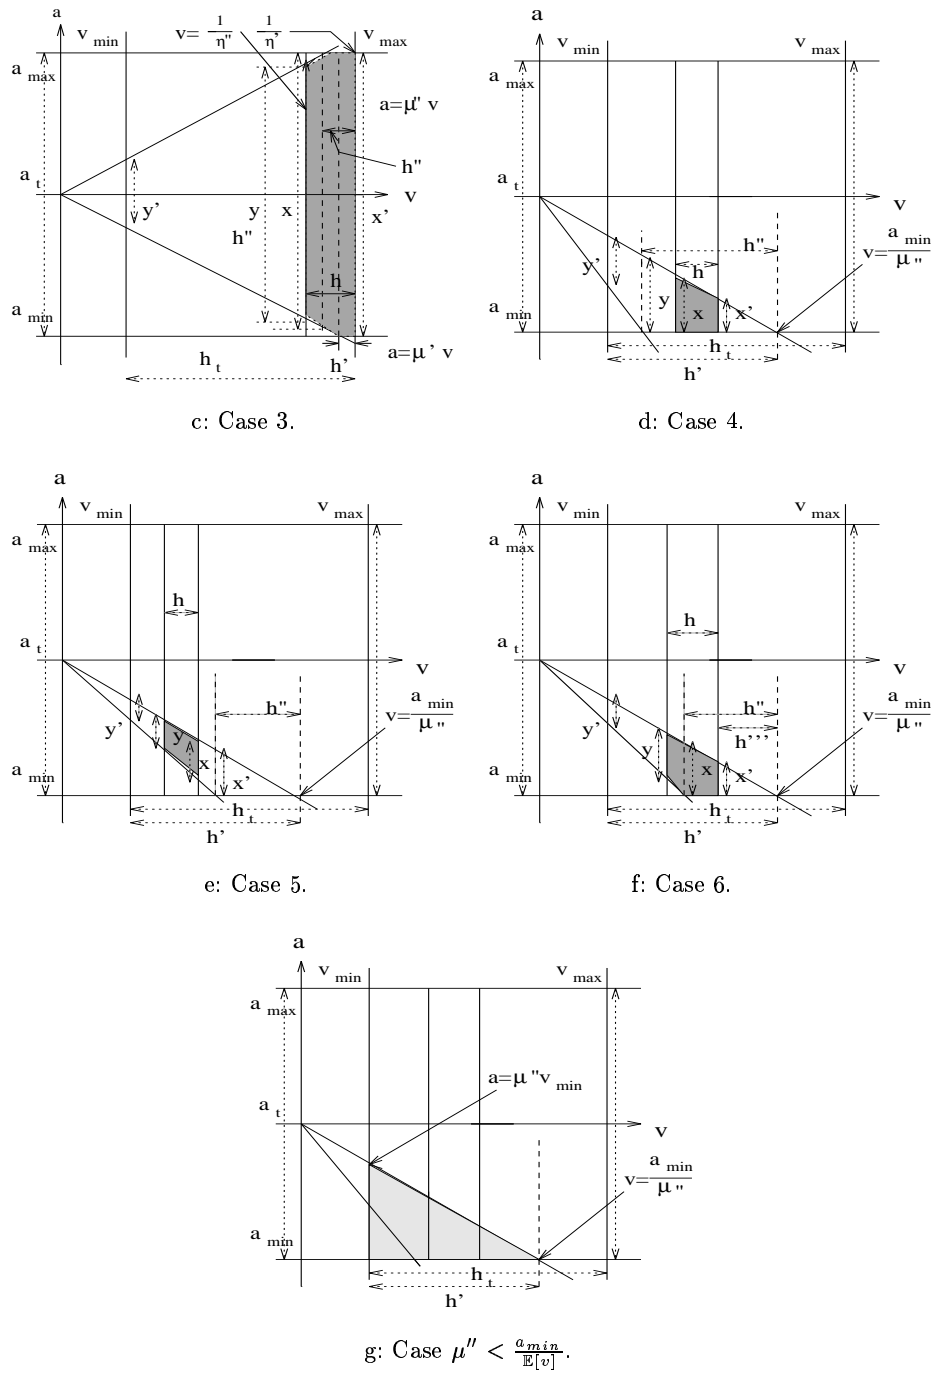 a
v min
v= 1/η"
1/η'
v max
a max
a=μ" v
h"
a t
v
y'
y
x
x'
h"
h
a min
a=μ' v
h t
h'
c: Case 3.
a
v min
v max
a max
a t
v
v= a min / μ"
h"
y'
h
y
x
x'
a min
h t
h'
d: Case 4.
a
v min
v max
a max
h
a t
v
v= a min / μ"
h"
y'
y
x
x'
a min
h t
h'
e: Case 5.
a
v min
v max
a max
h
a t
v
v= a min / μ"
h"
h'''
y'
y
x
x'
a min
h t
h'
f: Case 6.
a
v min
v max
a max
a=μ"v min
a t
v
v= a min / μ"
a min
h t
h'
g: Case μ'' < a_min / 𝔼[v].